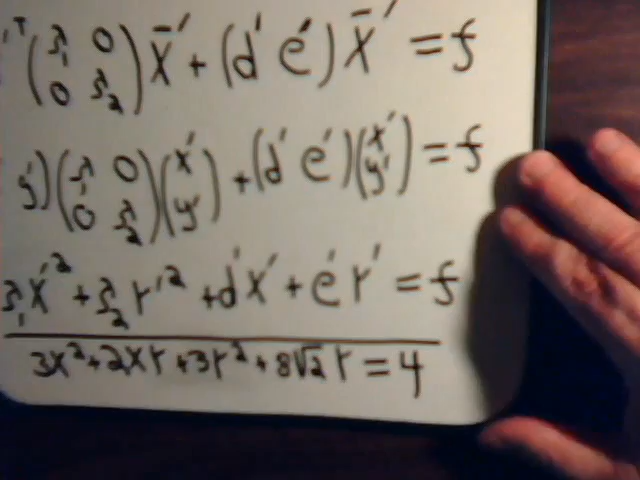 'T (λ₁ 0 0 λ₂) x̄' + (d' e') x̄' = f
y') (λ₁ 0 0 λ₂) (x' y') + (d' e') (x' y') = f
λ₁x'² + λ₂y'² + d'x' + e'y' = f
3x² + 2xy + 3y² + 8√2 y = 4